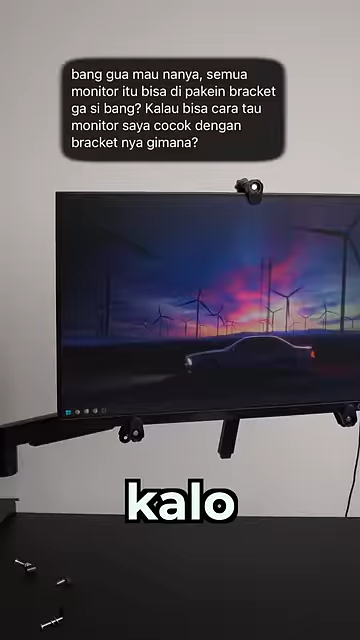 bang gua mau nanya, semua
monitor itu bisa di pakein bracket
ga si bang? Kalau bisa cara tau
monitor saya cocok dengan
bracket nya gimana?
kalo